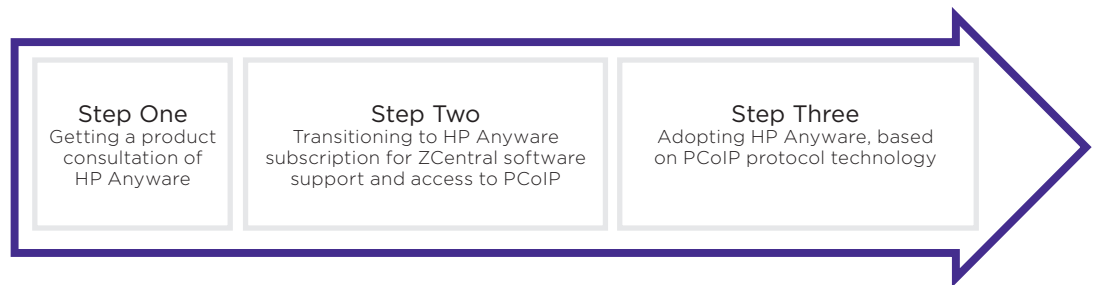 Step One
Getting a product
consultation of
HP Anyware
Step Two
Transitioning to HP Anyware
subscription for ZCentral software
support and access to PCoIP
Step Three
Adopting HP Anyware, based
on PCoIP protocol technology